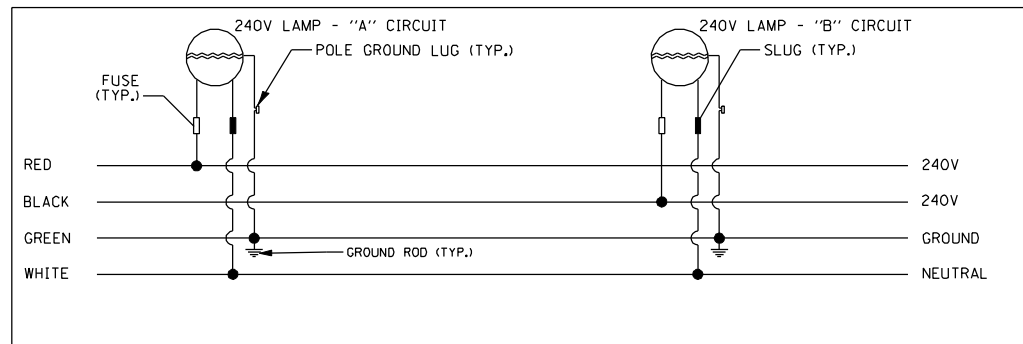 240V LAMP - "A" CIRCUIT
240V LAMP - "B" CIRCUIT
POLE GROUND LUG (TYP.)
SLUG (TYP.)
FUSE
(TYP.)
RED
240V
BLACK
240V
GREEN
GROUND
GROUND ROD (TYP.)
WHITE
NEUTRAL